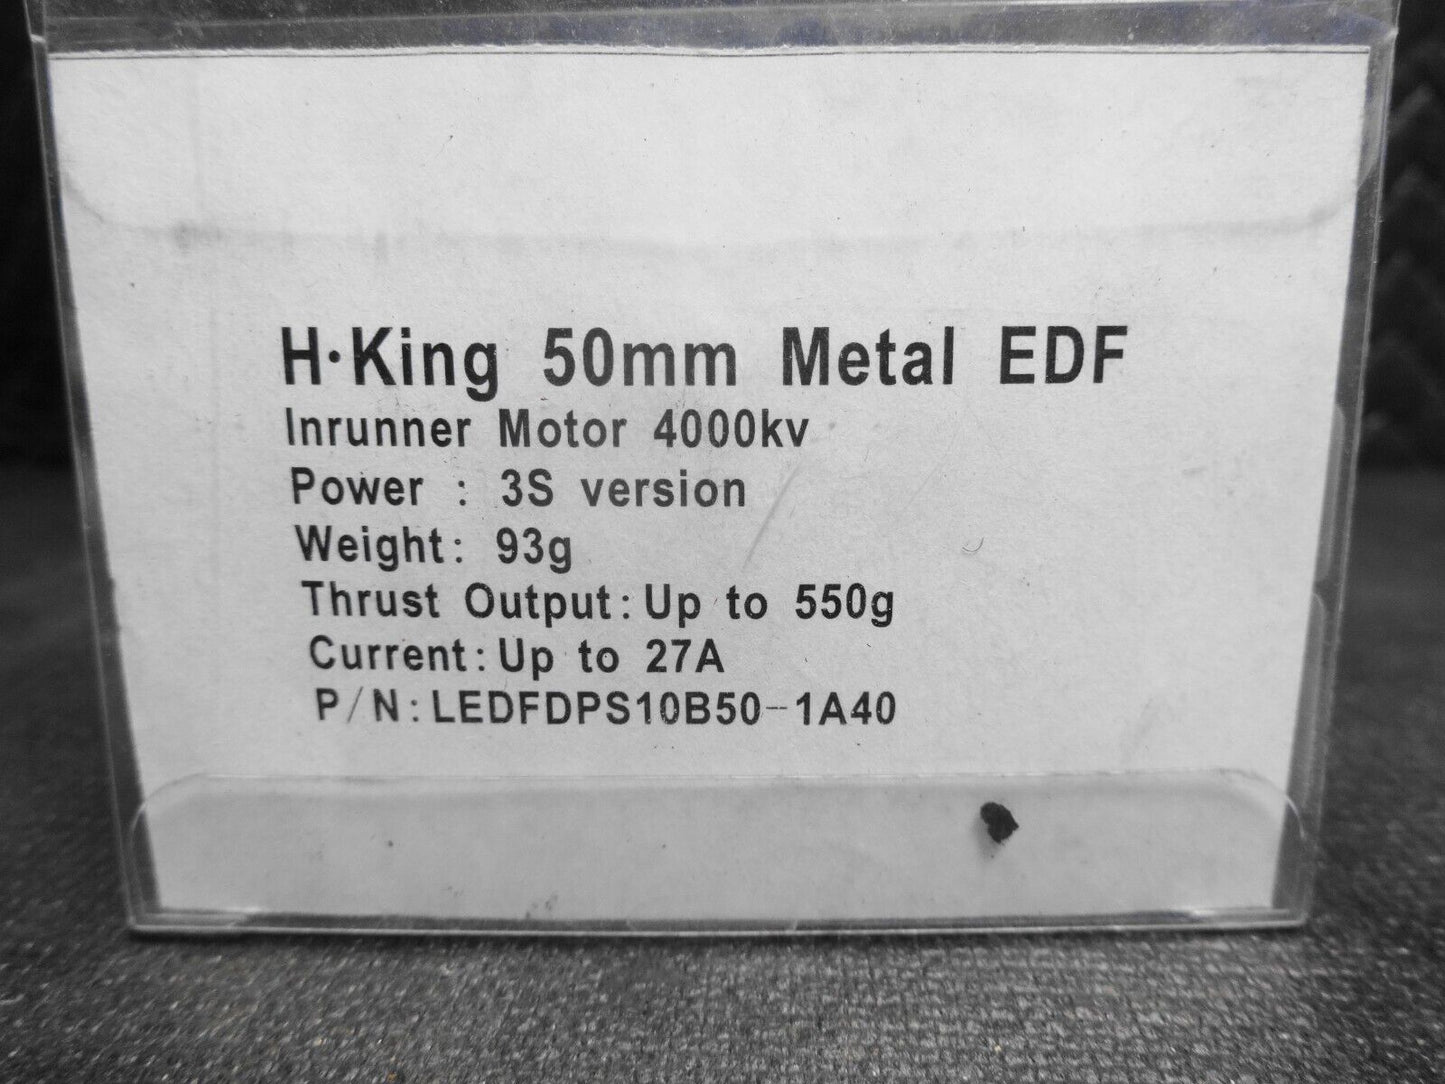 H·King 50mm Metal EDF
Inrunner Motor 4000kv
Power : 3S version
Weight: 93g
Thrust Output: Up to 550g
Current: Up to 27A
P/N: LEDFDPS10B50-1A40